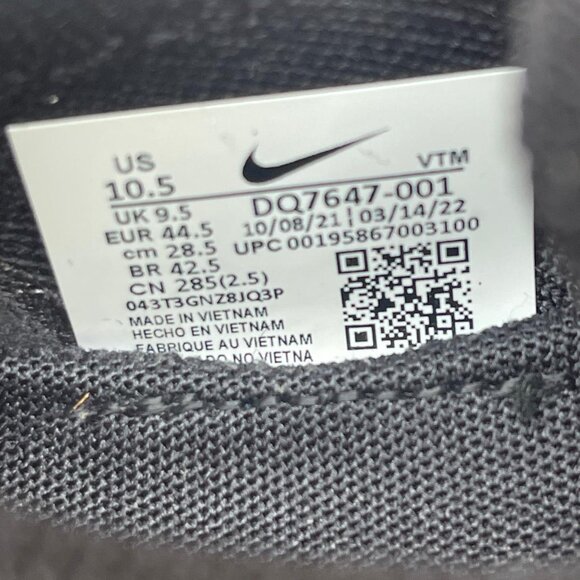 US
VTM
10.5
DQ7647-001
UK 9.5
10/08/21 | 03/14/22
EUR 44.5
UPC 00195867003100
cm 28.5
BR 42.5
CN 285(2.5)
043T3GNZ8JQ3P
MADE IN VIETNAM
HECHO EN VIETNAM
FABRIQUE AU VIETNAM
NO VIETNA